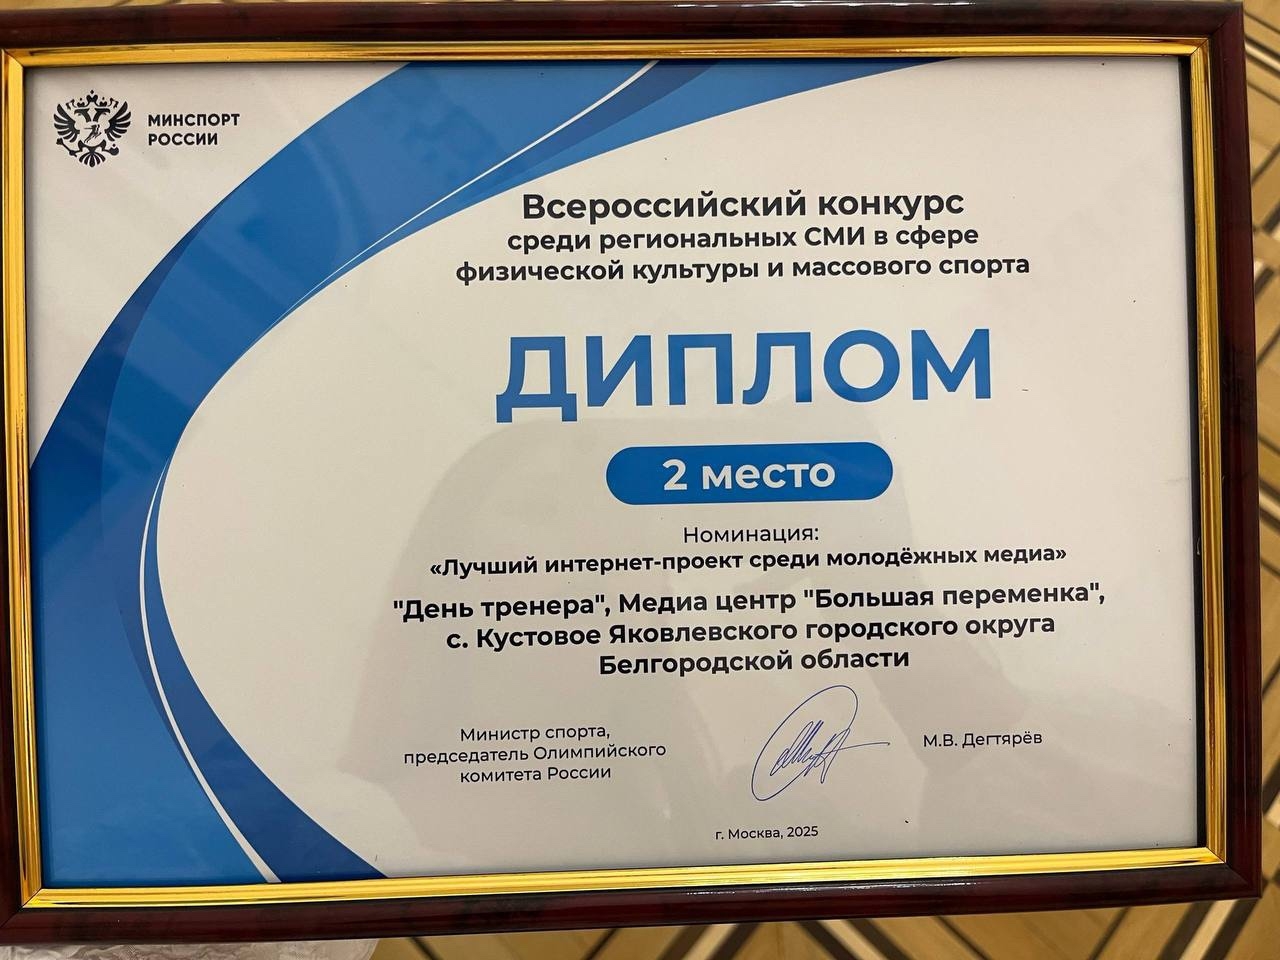 МИНСПОРТ
РОССИИ
Всероссийский конкурс
среди региональных СМИ в сфере
физической культуры и массового спорта
ДИПЛОМ
2 место
Номинация:
«Лучший интернет-проект среди молодёжных медиа»
"День тренера", Медиа центр "Большая переменка",
с. Кустовое Яковлевского городского округа
Белгородской области
Министр спорта,
председатель Олимпийского
комитета России
М.В. Дегтярёв
г. Москва, 2025